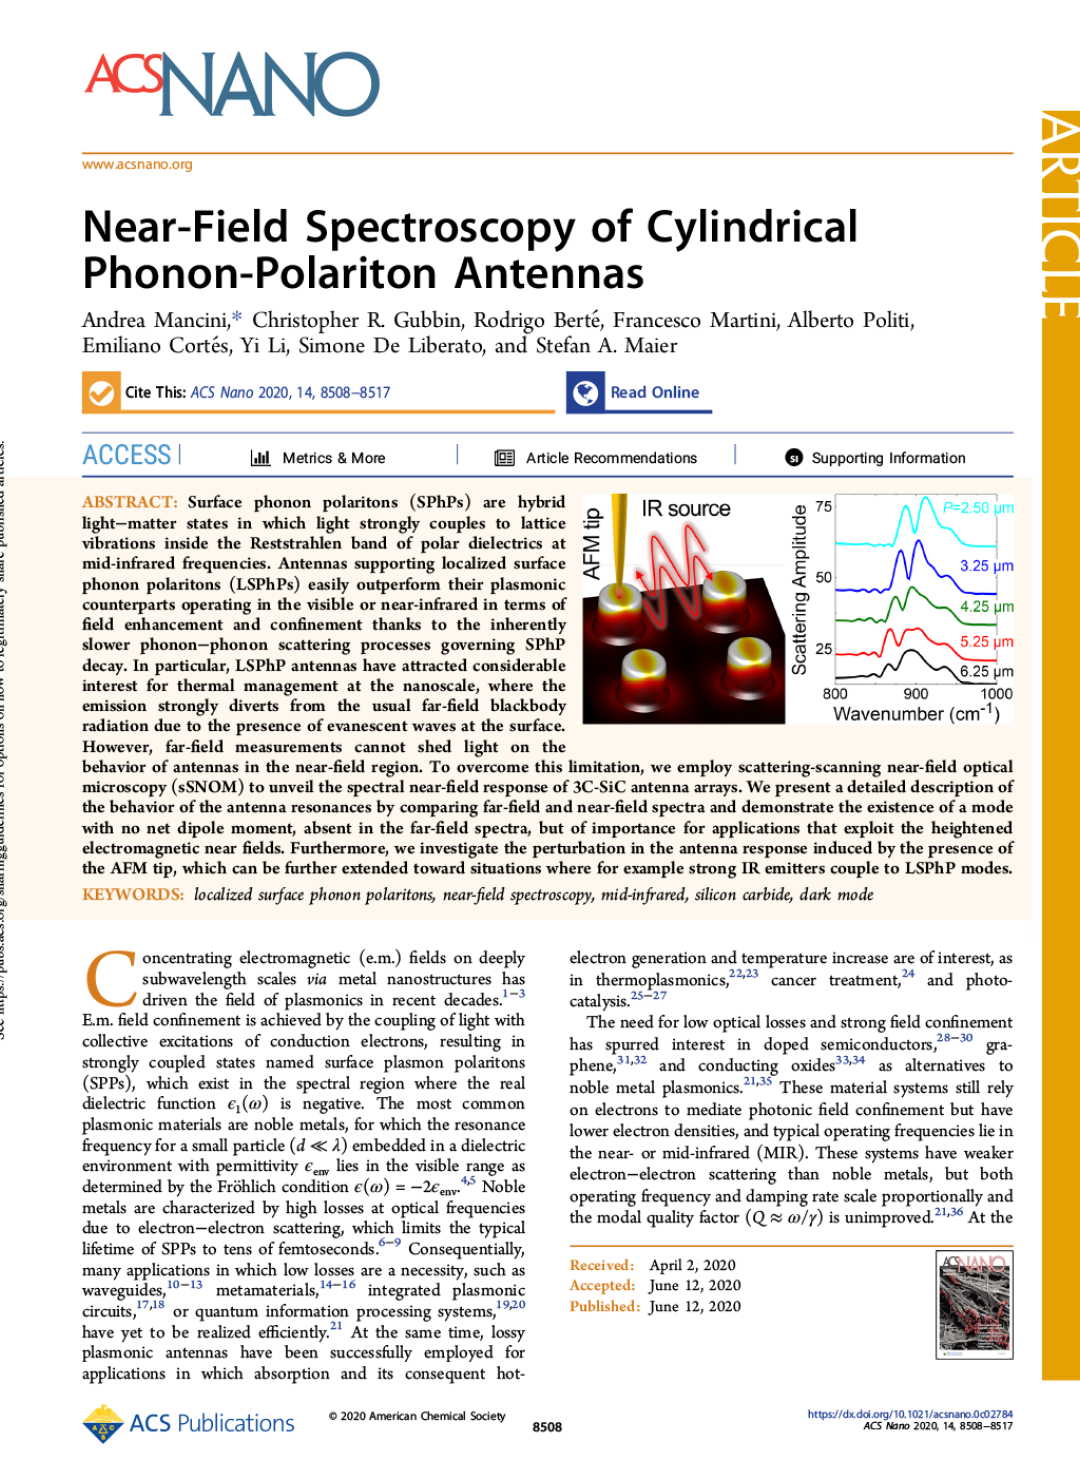 ACSNANO
www.acsnano.org
ARTICLE
Near-Field Spectroscopy of Cylindrical
Phonon-Polariton Antennas
Andrea Mancini,* Christopher R. Gubbin, Rodrigo Berté, Francesco Martini, Alberto Politi,
Emiliano Cortés, Yi Li, Simone De Liberato, and Stefan A. Maier
Cite This: ACS Nano 2020, 14, 8508−8517
Read Online
ACCESS
Metrics & More
Article Recommendations
SI Supporting Information
ABSTRACT: Surface phonon polaritons (SPhPs) are hybrid
light−matter states in which light strongly couples to lattice
vibrations inside the Reststrahlen band of polar dielectrics at
mid-infrared frequencies. Antennas supporting localized surface
phonon polaritons (LSPhPs) easily outperform their plasmonic
counterparts operating in the visible or near-infrared in terms of
field enhancement and confinement thanks to the inherently
slower phonon−phonon scattering processes governing SPhP
decay. In particular, LSPhP antennas have attracted considerable
interest for thermal management at the nanoscale, where the
emission strongly diverts from the usual far-field blackbody
radiation due to the presence of evanescent waves at the surface.
However, far-field measurements cannot shed light on the
behavior of antennas in the near-field region. To overcome this limitation, we employ scattering-scanning near-field optical
microscopy (sSNOM) to unveil the spectral near-field response of 3C-SiC antenna arrays. We present a detailed description of
the behavior of the antenna resonances by comparing far-field and near-field spectra and demonstrate the existence of a mode
with no net dipole moment, absent in the far-field spectra, but of importance for applications that exploit the heightened
electromagnetic near fields. Furthermore, we investigate the perturbation in the antenna response induced by the presence of
the AFM tip, which can be further extended toward situations where for example strong IR emitters couple to LSPhP modes.
AFM tip
IR source
Scattering Amplitude
75
50
25
P=2.50 μm
3.25 μm
4.25 μm
5.25 μm
6.25 μm
800 900 1000
Wavenumber (cm⁻¹)
KEYWORDS: localized surface phonon polaritons, near-field spectroscopy, mid-infrared, silicon carbide, dark mode
Concentrating electromagnetic (e.m.) fields on deeply
subwavelength scales via metal nanostructures has
driven the field of plasmonics in recent decades.¹⁻³
E.m. field confinement is achieved by the coupling of light with
collective excitations of conduction electrons, resulting in
strongly coupled states named surface plasmon polaritons
(SPPs), which exist in the spectral region where the real
dielectric function ϵ₁(ω) is negative. The most common
plasmonic materials are noble metals, for which the resonance
frequency for a small particle (d ≪ λ) embedded in a dielectric
environment with permittivity ϵenv lies in the visible range as
determined by the Fröhlich condition ϵ(ω) = −2ϵenv.⁴,⁵ Noble
metals are characterized by high losses at optical frequencies
due to electron−electron scattering, which limits the typical
lifetime of SPPs to tens of femtoseconds.⁶⁻⁹ Consequentially,
many applications in which low losses are a necessity, such as
waveguides,¹⁰⁻¹³ metamaterials,¹⁴⁻¹⁶ integrated plasmonic
circuits,¹⁷,¹⁸ or quantum information processing systems,¹⁹,²⁰
have yet to be realized efficiently.²¹ At the same time, lossy
plasmonic antennas have been successfully employed for
applications in which absorption and its consequent hot-
electron generation and temperature increase are of interest, as
in thermoplasmonics,²²,²³ cancer treatment,²⁴ and photo-
catalysis.²⁵⁻²⁷
The need for low optical losses and strong field confinement
has spurred interest in doped semiconductors,²⁸⁻³⁰ gra-
phene,³¹,³² and conducting oxides³³,³⁴ as alternatives to
noble metal plasmonics.²¹,³⁵ These material systems still rely
on electrons to mediate photonic field confinement but have
lower electron densities, and typical operating frequencies lie in
the near- or mid-infrared (MIR). These systems have weaker
electron−electron scattering than noble metals, but both
operating frequency and damping rate scale proportionally and
the modal quality factor (Q ≈ ω/γ) is unimproved.²¹,³⁶ At the
Received: April 2, 2020
Accepted: June 12, 2020
Published: June 12, 2020
ACS Publications
© 2020 American Chemical Society
8508
https://dx.doi.org/10.1021/acsnano.0c02784
ACS Nano 2020, 14, 8508−8517